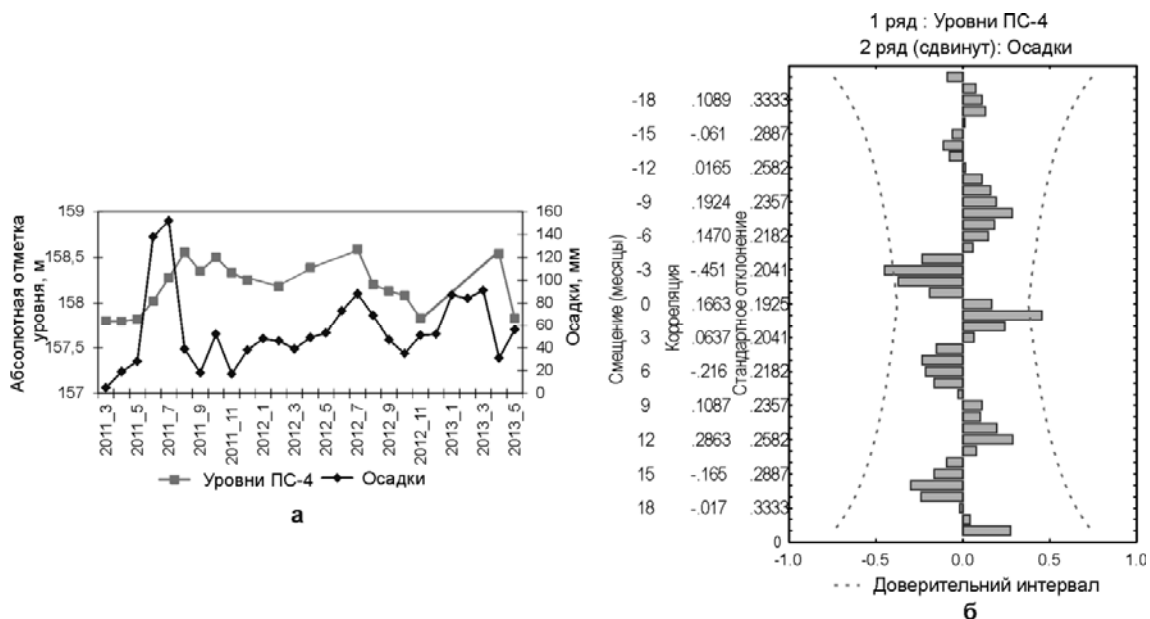 159
158,5
158
157,5
157
Абсолютная отметка
уровня, м
160
140
120
100
80
60
40
20
0
Осадки, мм
2011_3
2011_5
2011_7
2011_9
2011_11
2012_1
2012_3
2012_5
2012_7
2012_9
2012_11
2013_1
2013_3
2013_5
Уровни ПС-4
Осадки
а
1 ряд : Уровни ПС-4
2 ряд (сдвинут): Осадки
Смещение (месяцы)
Корреляция
Стандартное отклонение
-18 .1089 .3333
-15 -.061 .2887
-12 .0165 .2582
-9 .1924 .2357
-6 .1470 .2182
-3 -.451 .2041
0 .1663 .1925
3 .0637 .2041
6 -.216 .2182
9 .1087 .2357
12 .2863 .2582
15 -.165 .2887
18 -.017 .3333
0
-1.0 -0.5 0.0 0.5 1.0
Доверительний интервал
б